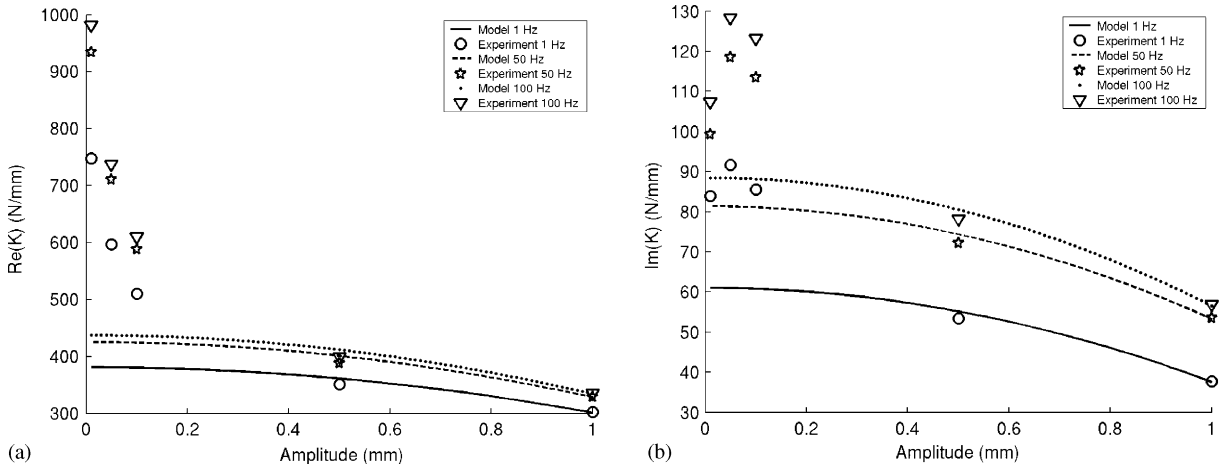 1000
900
800
700
600
500
400
300
Re(K) (N/mm)
0
0.2
0.4
0.6
0.8
1
Amplitude (mm)
(a)
Model 1 Hz
Experiment 1 Hz
Model 50 Hz
Experiment 50 Hz
Model 100 Hz
Experiment 100 Hz
130
120
110
100
90
80
70
60
50
40
30
Im(K) (N/mm)
0
0.2
0.4
0.6
0.8
1
Amplitude (mm)
(b)
Model 1 Hz
Experiment 1 Hz
Model 50 Hz
Experiment 50 Hz
Model 100 Hz
Experiment 100 Hz